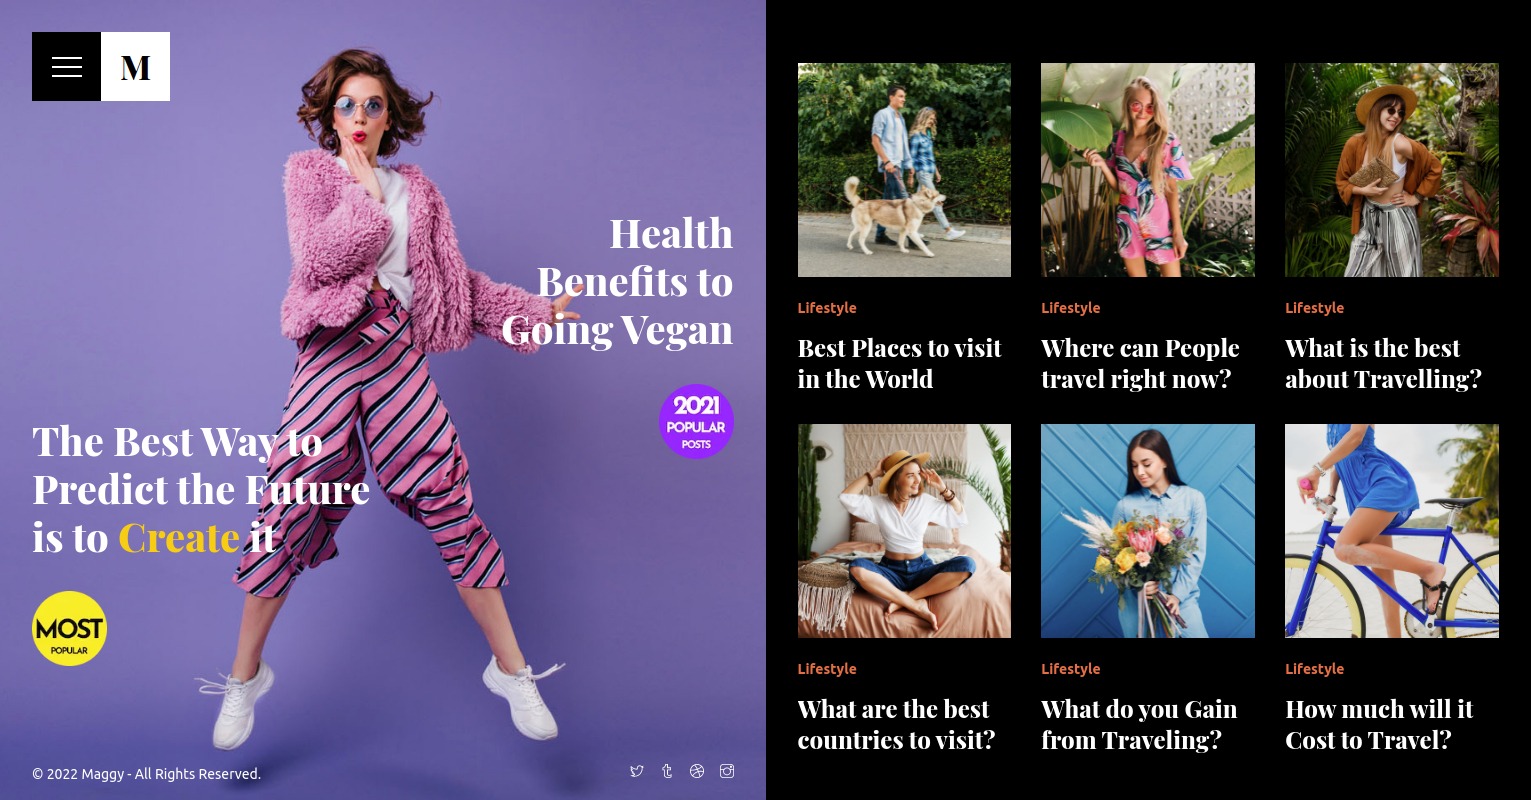 M
Health
Benefits to
Going Vegan
2021
POPULAR
POSTS
The Best Way to
Predict the Future
is to Create it
MOST
POPULAR
© 2022 Maggy - All Rights Reserved.
Lifestyle
Best Places to visit
in the World
Lifestyle
Where can People
travel right now?
Lifestyle
What is the best
about Travelling?
Lifestyle
What are the best
countries to visit?
Lifestyle
What do you Gain
from Traveling?
Lifestyle
How much will it
Cost to Travel?